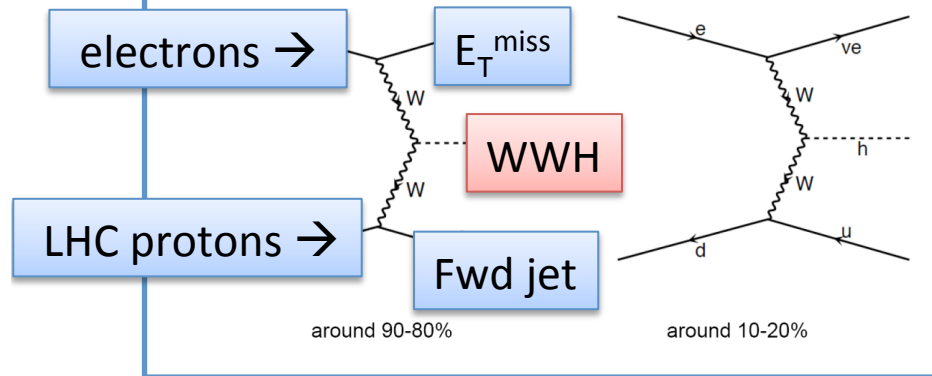 electrons →
E_T^miss
e
νe
W
W
WWH
h
W
W
LHC protons →
Fwd jet
d
u
around 90-80%
around 10-20%